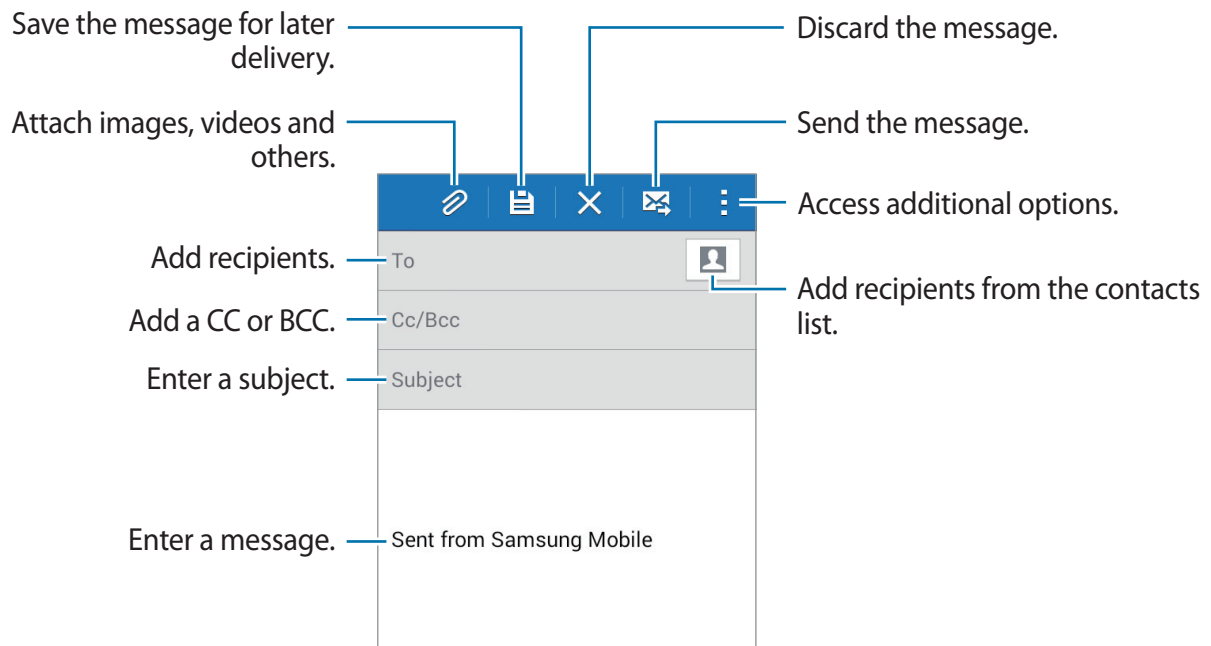 Save the message for later
delivery.
Discard the message.
Attach images, videos and
others.
Send the message.
Access additional options.
Add recipients.
To
Add recipients from the contacts
list.
Add a CC or BCC.
Cc/Bcc
Enter a subject.
Subject
Enter a message.
Sent from Samsung Mobile